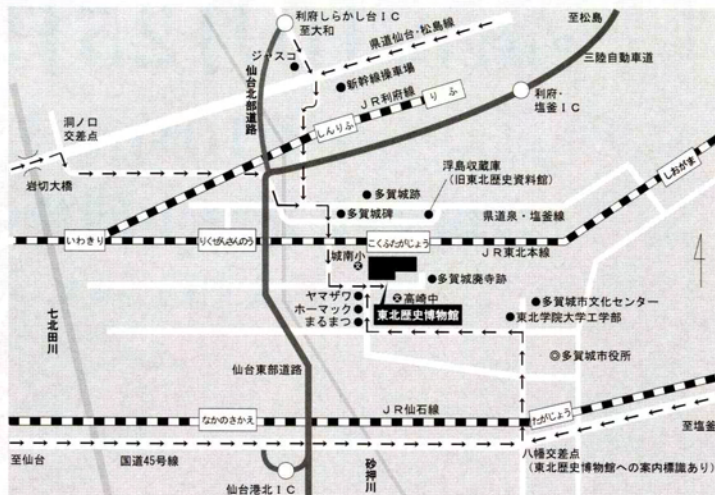 利府しらかし台IC
至大和
ジャスコ
県道仙台・松島線
至松島
三陸自動車道
新幹線操車場
仙台北部道路
JR利府線
りふ
しんりふ
利府・
塩釜IC
洞ノ口
交差点
岩切大橋
多賀城跡
浮島収蔵庫
(旧東北歴史資料館)
多賀城碑
県道泉・塩釜線
しおがま
いわきり
りくぜんさんのう
こくふたがじょう
JR東北本線
城南小
多賀城廃寺跡
ヤマザワ
ホーマック
まるまつ
高崎中
東北歴史博物館
多賀城市文化センター
東北学院大学工学部
多賀城市役所
七北田川
仙台東部道路
JR仙石線
なかのさかえ
たがじょう
至塩釜
至仙台
国道45号線
砂押川
八幡交差点
(東北歴史博物館への案内標識あり)
仙台港北IC